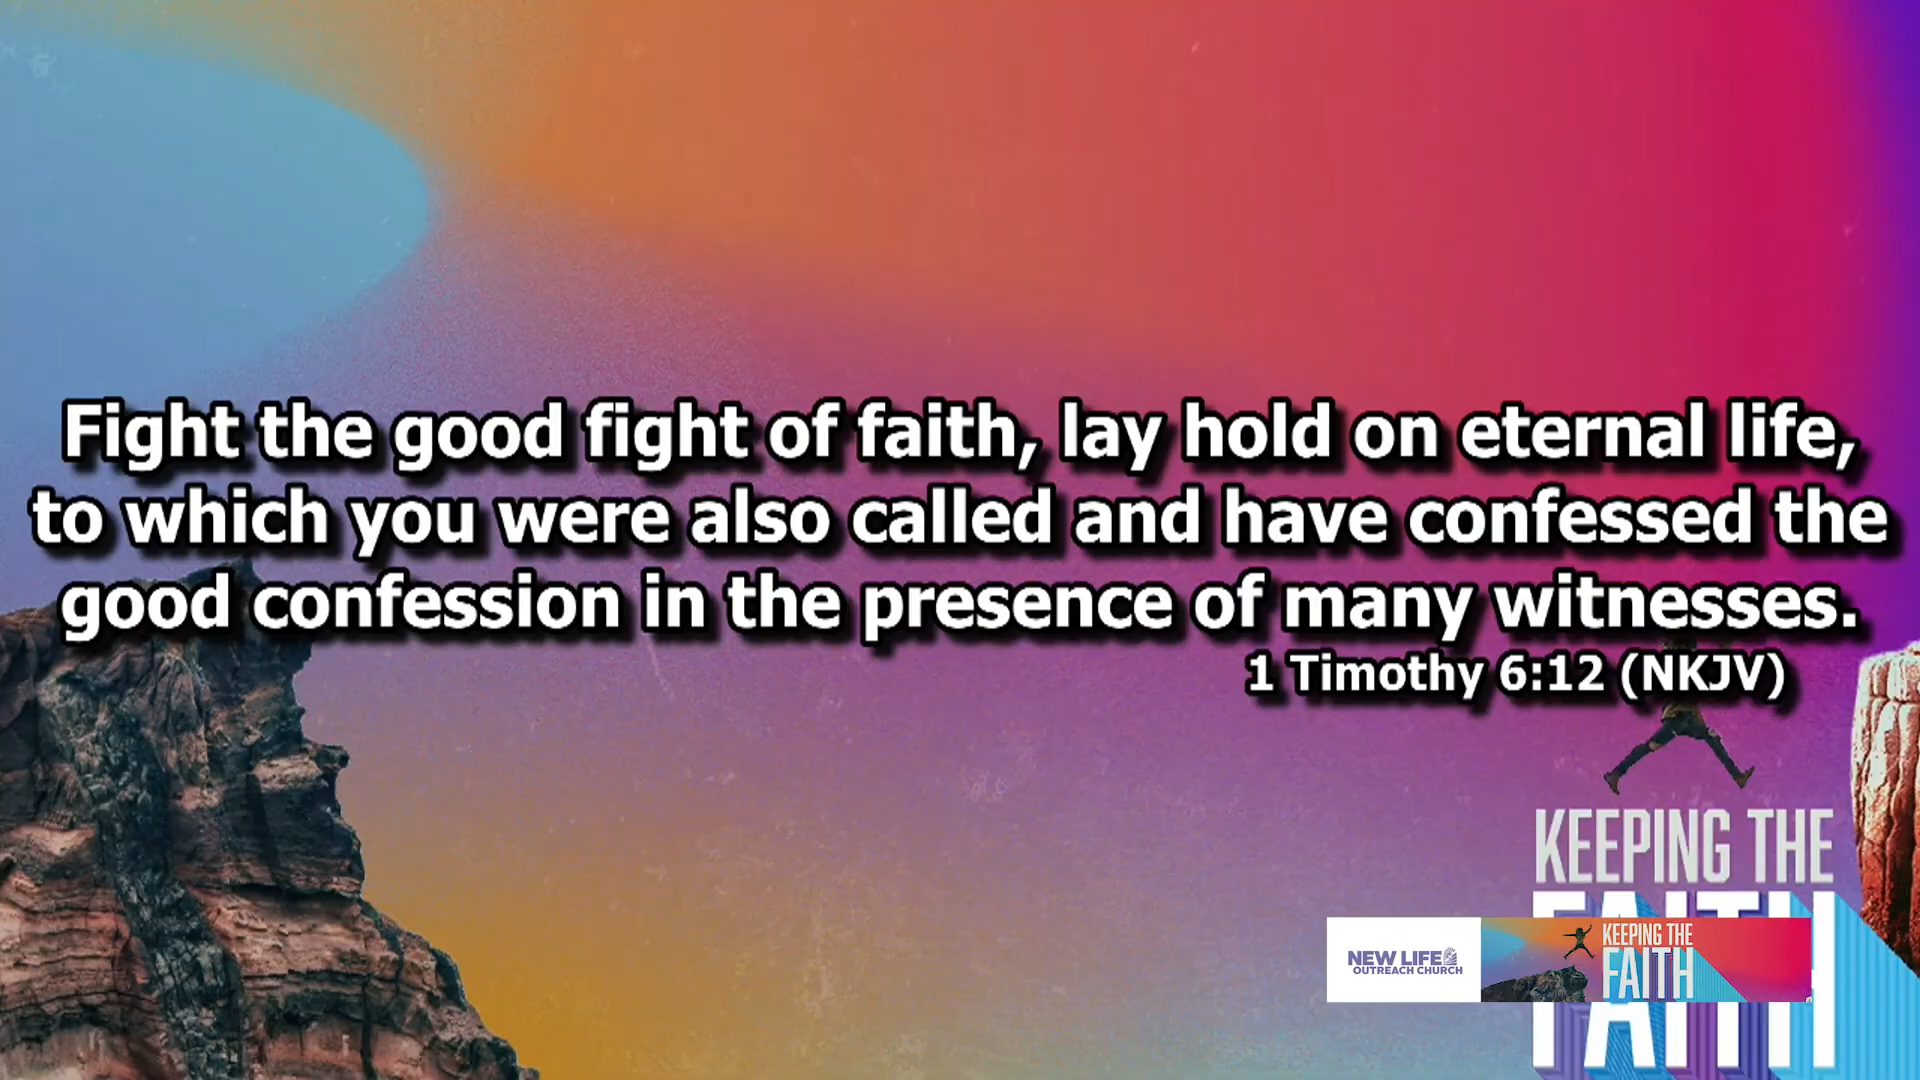 Fight the good fight of faith, lay hold on eternal life,
to which you were also called and have confessed the
good confession in the presence of many witnesses.
1 Timothy 6:12 (NKJV)
KEEPING THE
FAITH
NEW LIFE
OUTREACH CHURCH
KEEPING THE
FAITH